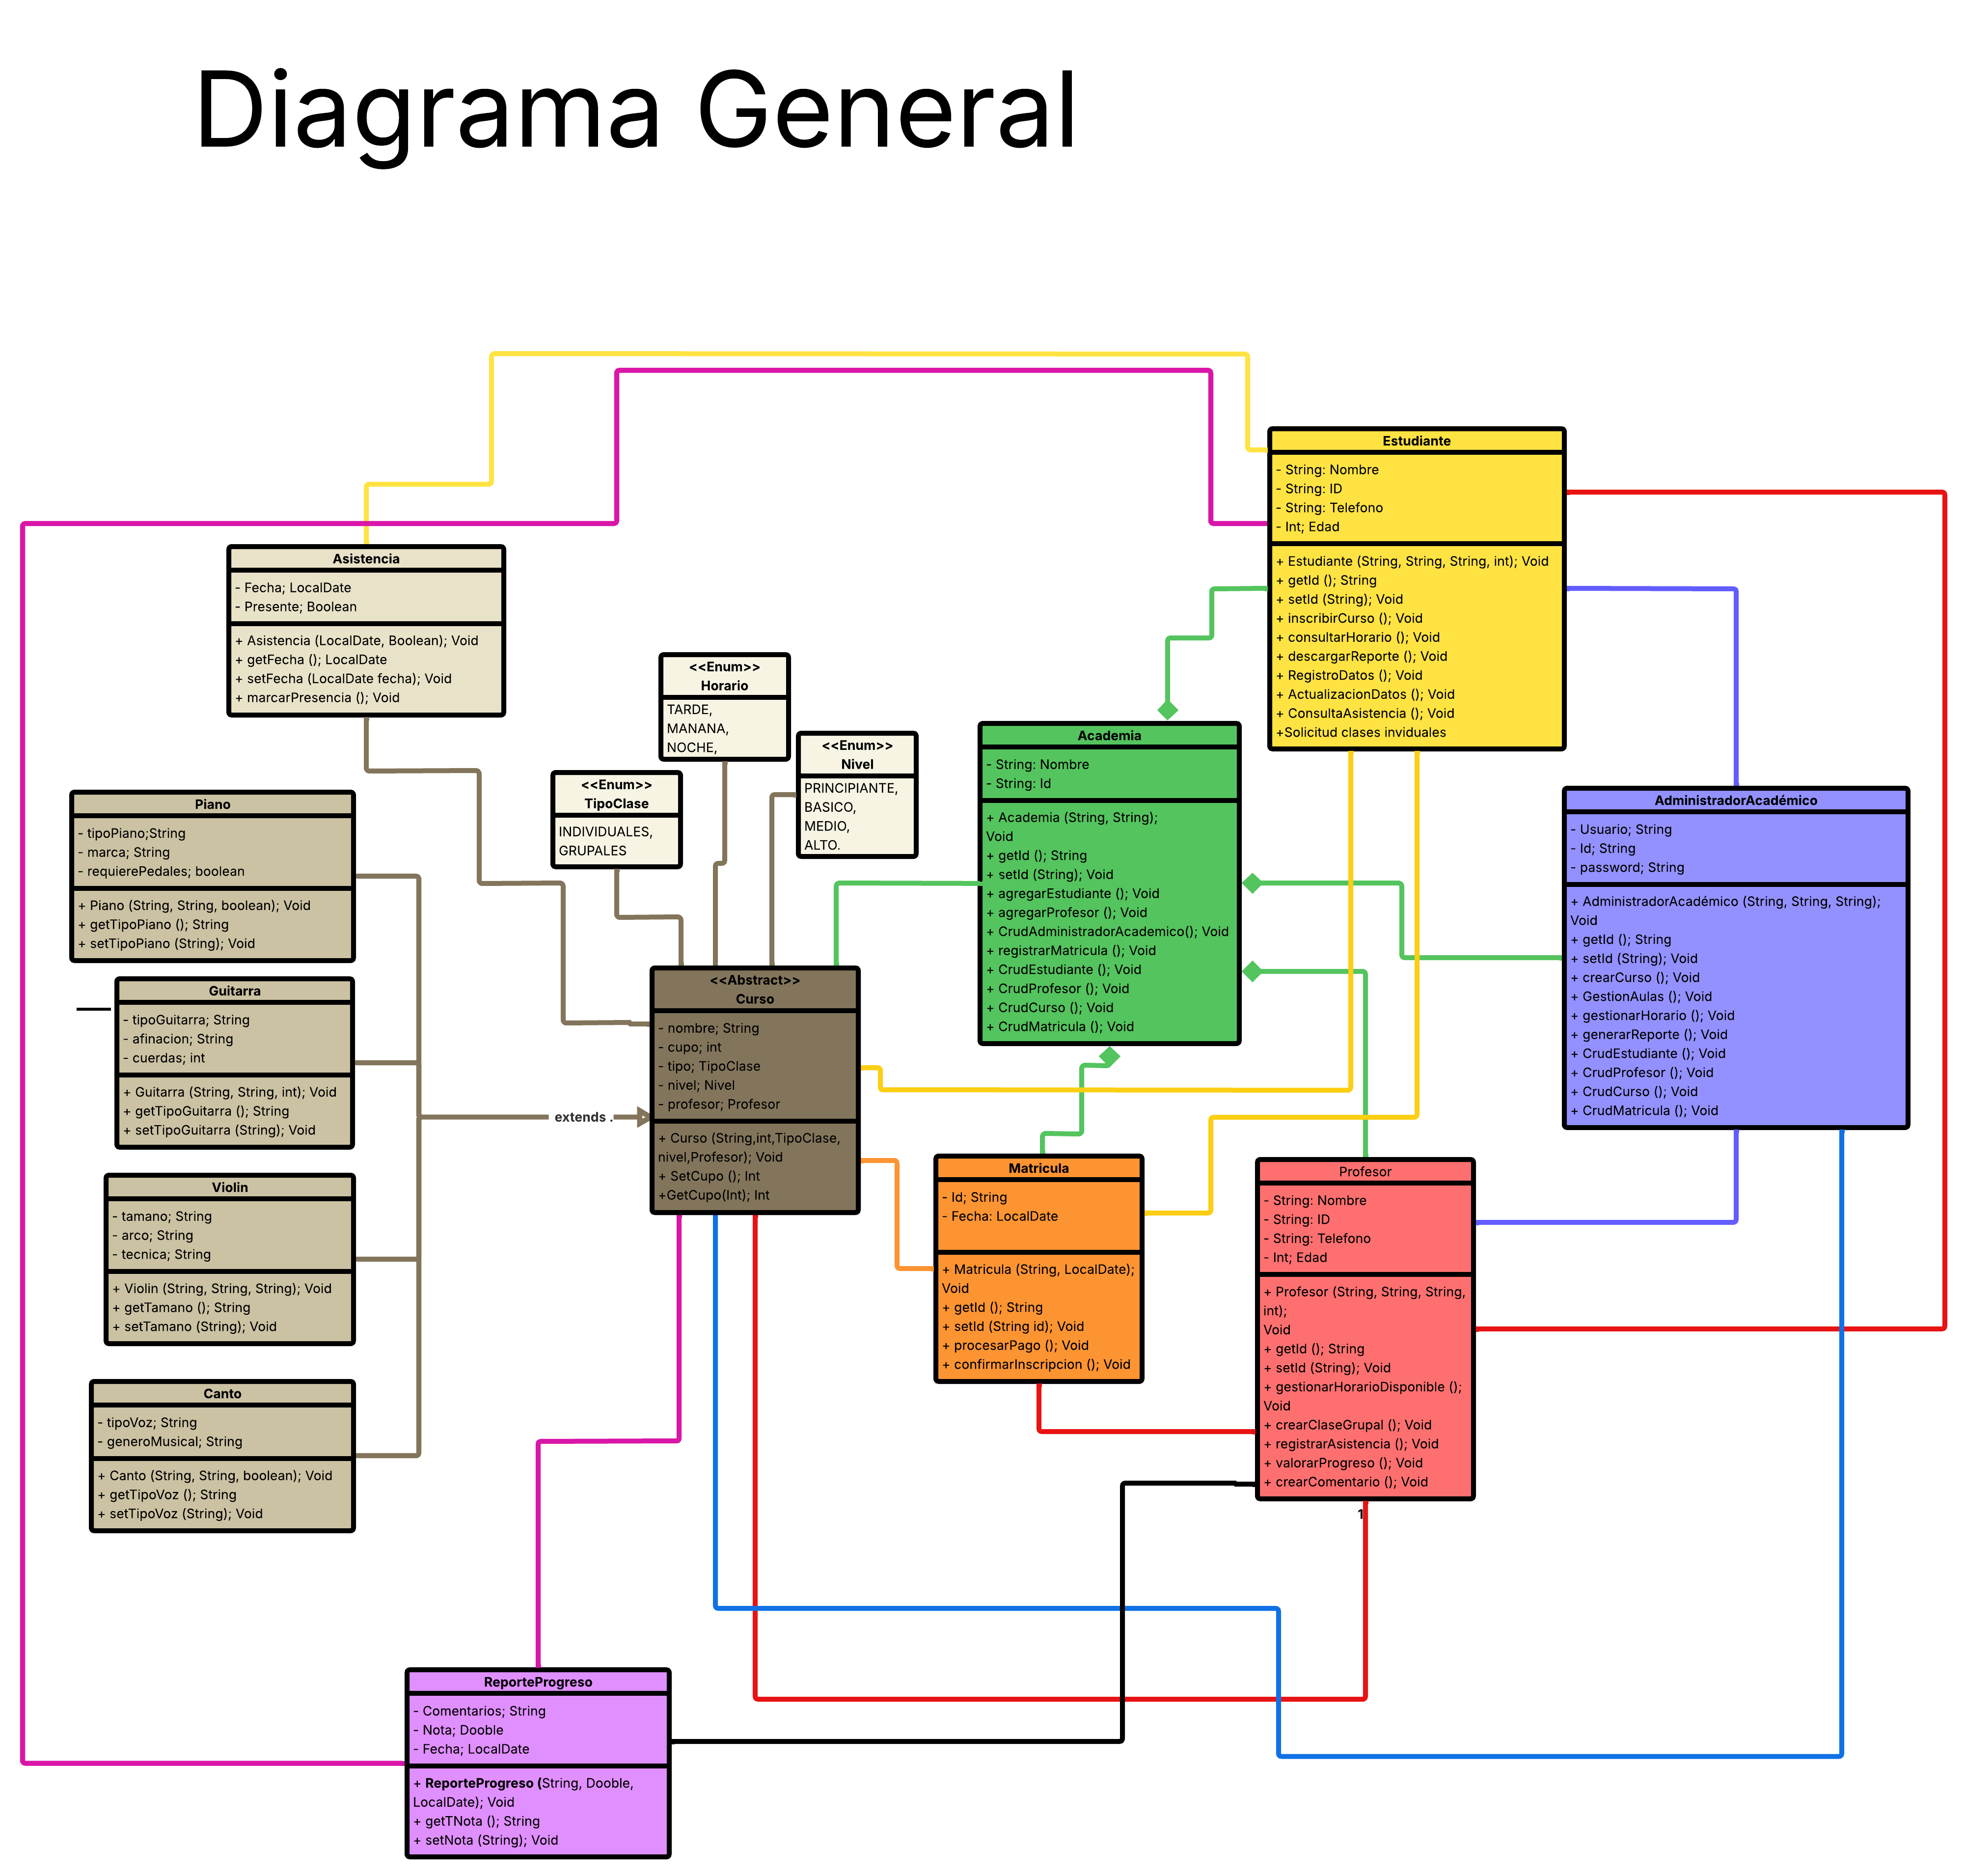 Diagrama General
Estudiante
- String: Nombre
- String: ID
- String: Telefono
- Int; Edad
+ Estudiante (String, String, String, int); Void
+ getId (); String
+ setId (String); Void
+ inscribirCurso (); Void
+ consultarHorario (); Void
+ descargarReporte (); Void
+ RegistroDatos (); Void
+ ActualizacionDatos (); Void
+ ConsultaAsistencia (); Void
+Solicitud clases inviduales
Asistencia
- Fecha; LocalDate
- Presente; Boolean
+ Asistencia (LocalDate, Boolean); Void
+ getFecha (); LocalDate
+ setFecha (LocalDate fecha); Void
+ marcarPresencia (); Void
<<Enum>>
Horario
TARDE,
MANANA,
NOCHE,
<<Enum>>
Nivel
PRINCIPIANTE,
BASICO,
MEDIO,
ALTO.
<<Enum>>
TipoClase
INDIVIDUALES,
GRUPALES
Academia
- String: Nombre
- String: Id
+ Academia (String, String);
Void
+ getId (); String
+ setId (String); Void
+ agregarEstudiante (); Void
+ agregarProfesor (); Void
+ CrudAdministradorAcademico(); Void
+ registrarMatricula (); Void
+ CrudEstudiante (); Void
+ CrudProfesor (); Void
+ CrudCurso (); Void
+ CrudMatricula (); Void
AdministradorAcadémico
- Usuario; String
- Id; String
- password; String
+ AdministradorAcadémico (String, String, String);
Void
+ getId (); String
+ setId (String); Void
+ crearCurso (); Void
+ GestionAulas (); Void
+ gestionarHorario (); Void
+ generarReporte (); Void
+ CrudEstudiante (); Void
+ CrudProfesor (); Void
+ CrudCurso (); Void
+ CrudMatricula (); Void
Piano
- tipoPiano;String
- marca; String
- requierePedales; boolean
+ Piano (String, String, boolean); Void
+ getTipoPiano (); String
+ setTipoPiano (String); Void
Guitarra
- tipoGuitarra; String
- afinacion; String
- cuerdas; int
+ Guitarra (String, String, int); Void
+ getTipoGuitarra (); String
+ setTipoGuitarra (String); Void
extends .
<<Abstract>>
Curso
- nombre; String
- cupo; int
- tipo; TipoClase
- nivel; Nivel
- profesor; Profesor
+ Curso (String,int,TipoClase,
nivel,Profesor); Void
+ SetCupo (); Int
+GetCupo(Int); Int
Violin
- tamano; String
- arco; String
- tecnica; String
+ Violin (String, String, String); Void
+ getTamano (); String
+ setTamano (String); Void
Canto
- tipoVoz; String
- generoMusical; String
+ Canto (String, String, boolean); Void
+ getTipoVoz (); String
+ setTipoVoz (String); Void
Matricula
- Id; String
- Fecha: LocalDate
+ Matricula (String, LocalDate);
Void
+ getId (); String
+ setId (String id); Void
+ procesarPago (); Void
+ confirmarInscripcion (); Void
Profesor
- String: Nombre
- String: ID
- String: Telefono
- Int; Edad
+ Profesor (String, String, String,
int);
Void
+ getId (); String
+ setId (String); Void
+ gestionarHorarioDisponible ();
Void
+ crearClaseGrupal (); Void
+ registrarAsistencia (); Void
+ valorarProgreso (); Void
+ crearComentario (); Void
1
ReporteProgreso
- Comentarios; String
- Nota; Dooble
- Fecha; LocalDate
+ ReporteProgreso (String, Dooble,
LocalDate); Void
+ getTNota (); String
+ setNota (String); Void